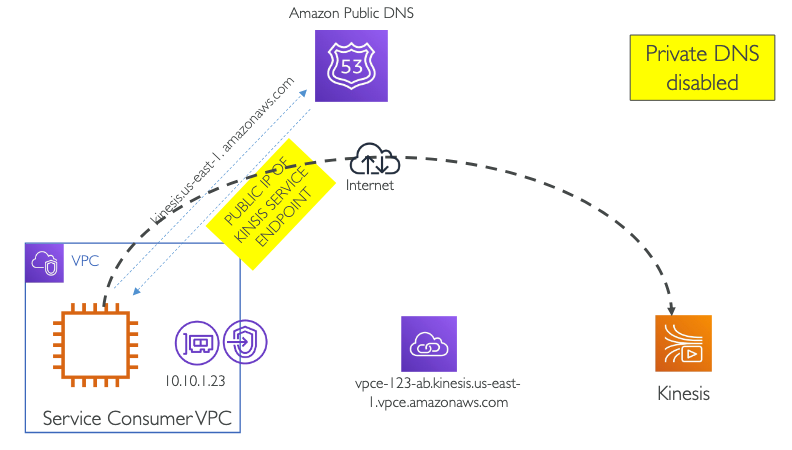 Amazon Public DNS
53
Private DNS
disabled
kinesis.us-east-1. amazonaws.com
PUBLIC IP OF
KINSIS SERVICE
ENDPOINT
Internet
VPC
10.10.1.23
Service Consumer VPC
vpce-123-ab.kinesis.us-east-
1.vpce.amazonaws.com
Kinesis